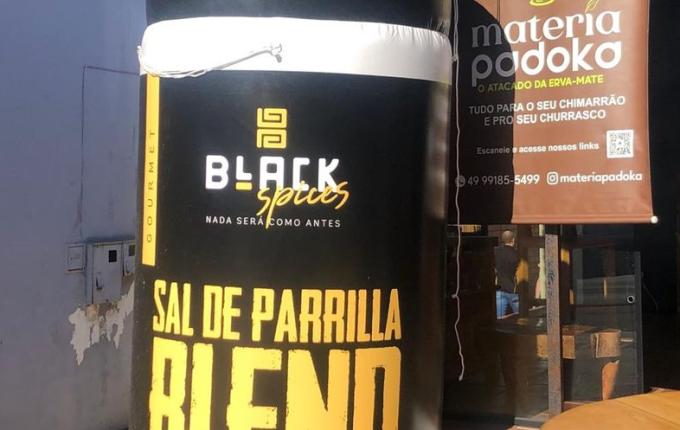 GOURMET
BLACK
spices
NADA SERÁ COMO ANTES
SAL DE PARRILLA
BLEND
materia
padoka
O ATACADO DA ERVA-MATE
TUDO PARA O SEU CHIMARRÃO
E PRO SEU CHURRASCO
Escaneie e acesse nossos links
49 99185-5499 materiapadoka